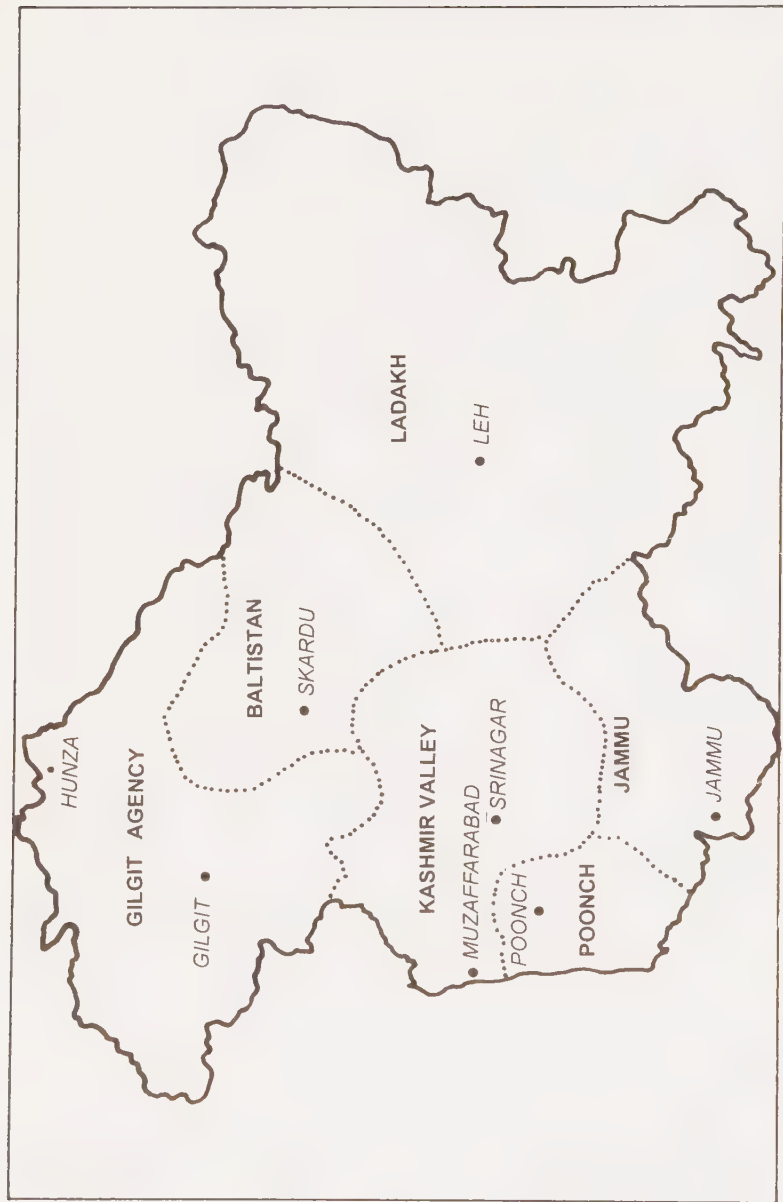 HUNZA
GILGIT AGENCY
GILGIT
BALTISTAN
SKARDU
LADAKH
LEH
KASHMIR VALLEY
MUZAFFARABAD
SRINAGAR
POONCH
POONCH
JAMMU
JAMMU